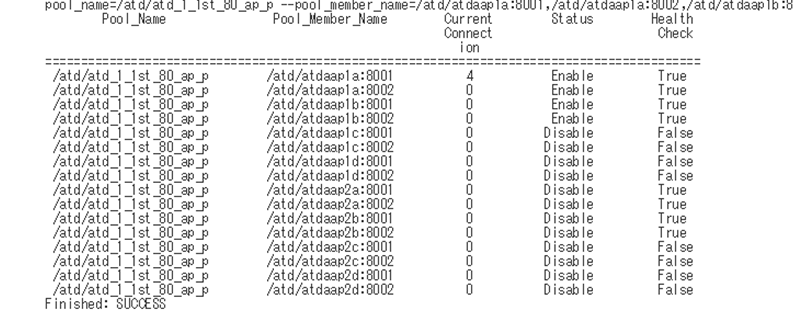 pool_name=/atd/atd_1_1st_80_ap_p --pool_member_name=/atd/atdaap1a:8001,/atd/atdaap1a:8002,/atd/atdaap1b:8
Pool_Name Pool_Member_Name Current Status Health
Connect Check
ion
================================================================================
/atd/atd_1_1st_80_ap_p /atd/atdaap1a:8001 4 Enable True
/atd/atd_1_1st_80_ap_p /atd/atdaap1a:8002 0 Enable True
/atd/atd_1_1st_80_ap_p /atd/atdaap1b:8001 0 Enable True
/atd/atd_1_1st_80_ap_p /atd/atdaap1b:8002 0 Enable True
/atd/atd_1_1st_80_ap_p /atd/atdaap1c:8001 0 Disable False
/atd/atd_1_1st_80_ap_p /atd/atdaap1c:8002 0 Disable False
/atd/atd_1_1st_80_ap_p /atd/atdaap1d:8001 0 Disable False
/atd/atd_1_1st_80_ap_p /atd/atdaap1d:8002 0 Disable False
/atd/atd_1_1st_80_ap_p /atd/atdaap2a:8001 0 Disable True
/atd/atd_1_1st_80_ap_p /atd/atdaap2a:8002 0 Disable True
/atd/atd_1_1st_80_ap_p /atd/atdaap2b:8001 0 Disable True
/atd/atd_1_1st_80_ap_p /atd/atdaap2b:8002 0 Disable True
/atd/atd_1_1st_80_ap_p /atd/atdaap2c:8001 0 Disable False
/atd/atd_1_1st_80_ap_p /atd/atdaap2c:8002 0 Disable False
/atd/atd_1_1st_80_ap_p /atd/atdaap2d:8001 0 Disable False
/atd/atd_1_1st_80_ap_p /atd/atdaap2d:8002 0 Disable False
Finished: SUCCESS